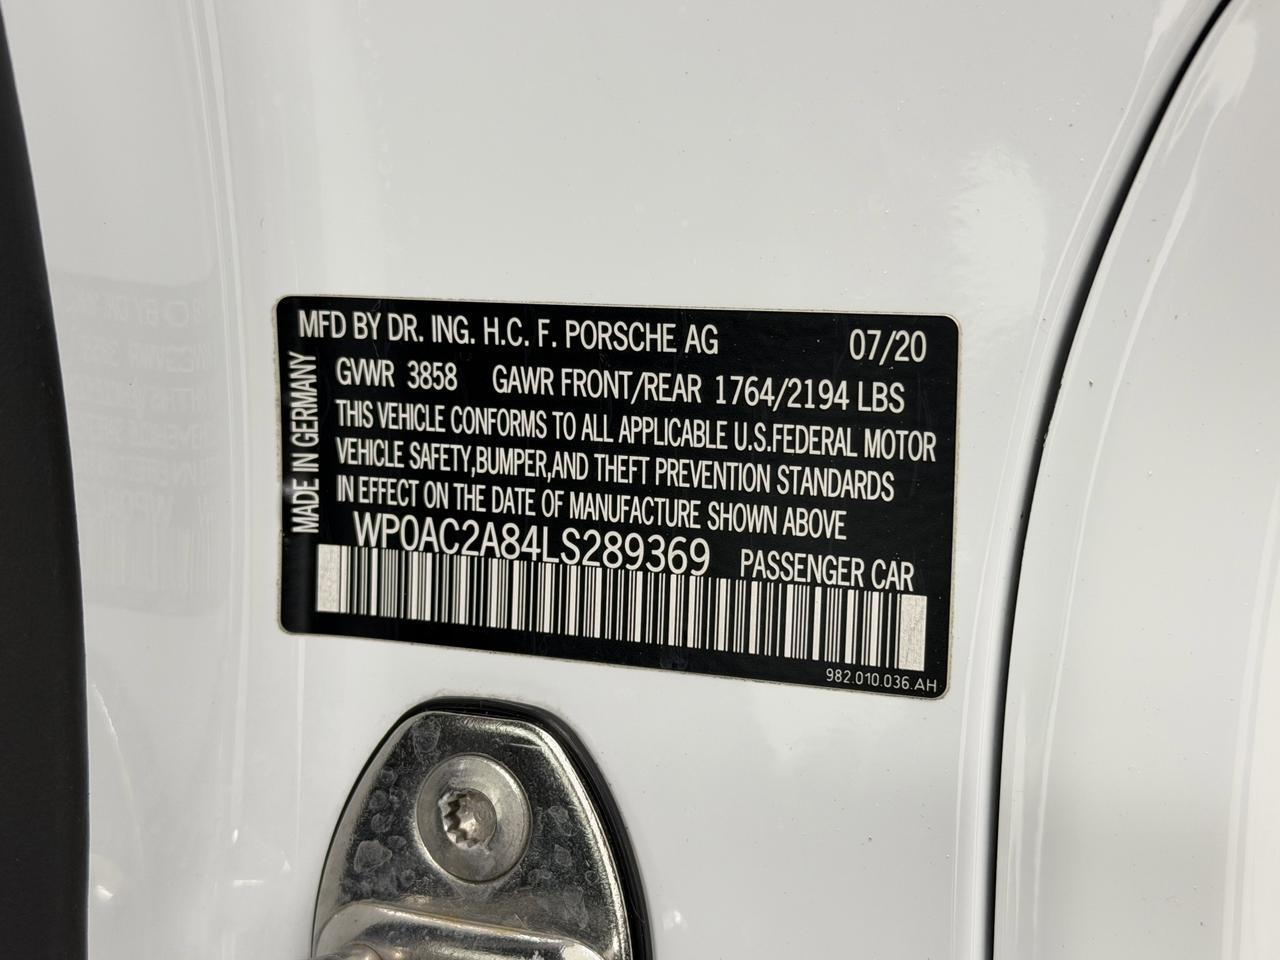 MFD BY DR. ING. H.C. F. PORSCHE AG 07/20
GVWR 3858 GAWR FRONT/REAR 1764/2194 LBS
THIS VEHICLE CONFORMS TO ALL APPLICABLE U.S.FEDERAL MOTOR
VEHICLE SAFETY,BUMPER,AND THEFT PREVENTION STANDARDS
IN EFFECT ON THE DATE OF MANUFACTURE SHOWN ABOVE
WP0AC2A84LS289369 PASSENGER CAR
982.010.036.AH
MADE IN GERMANY